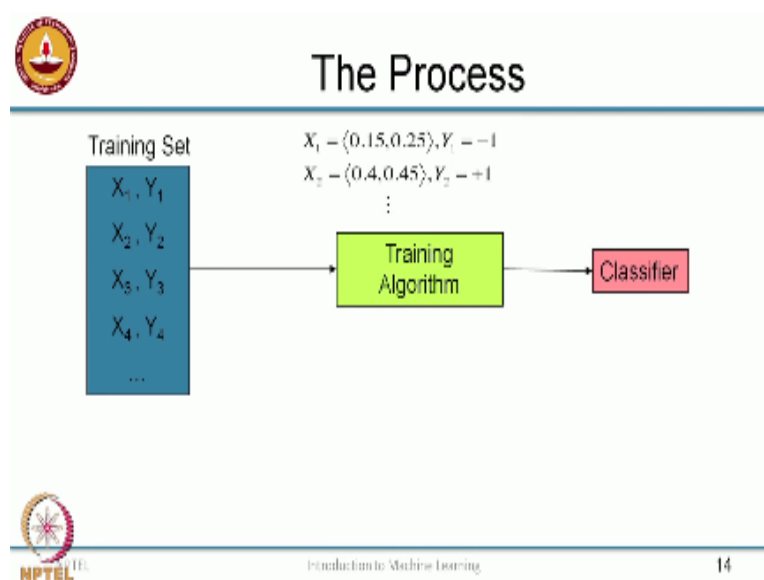 The Process
Training Set
X₁ = ⟨0.15,0.25⟩,Y₁ = −1
X₂ = ⟨0.4,0.45⟩,Y₂ = +1
⋮
X₁ , Y₁
X₂ , Y₂
X₃ , Y₃
X₄ , Y₄
...
Training
Algorithm
Classifier
NPTEL
Introduction to Machine Learning
14